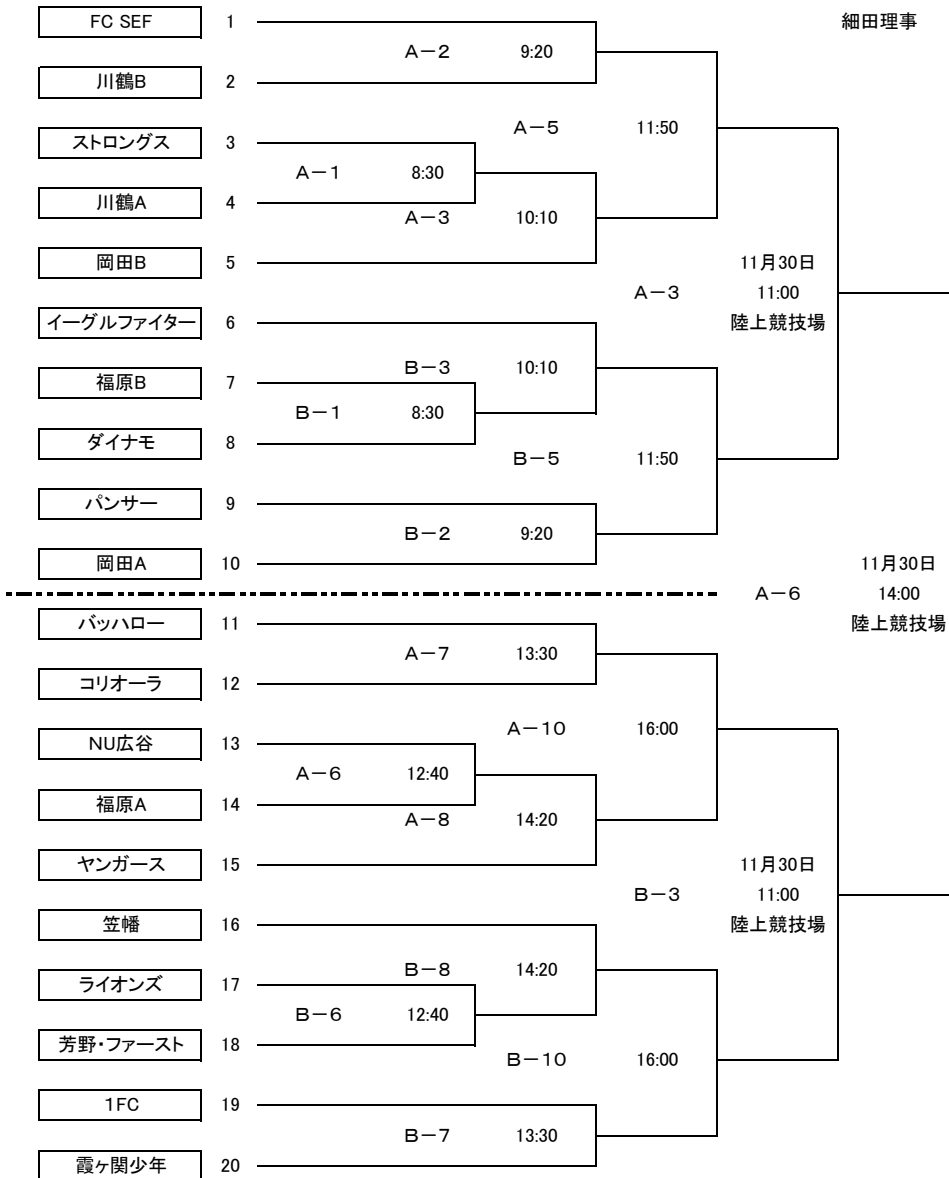 FC SEF 1 細田理事
A-2 9:20
川鶴B 2
A-5 11:50
ストロングス 3
A-1 8:30
川鶴A 4
A-3 10:10
岡田B 5 11月30日
A-3 11:00
イーグルファイター 6 陸上競技場
B-3 10:10
福原B 7
B-1 8:30
ダイナモ 8
B-5 11:50
パンサー 9
B-2 9:20
岡田A 10 11月30日
A-6 14:00
バッハロー 11 陸上競技場
A-7 13:30
コリオーラ 12
A-10 16:00
NU広谷 13
A-6 12:40
福原A 14
A-8 14:20
ヤンガース 15 11月30日
B-3 11:00
笠幡 16 陸上競技場
B-8 14:20
ライオンズ 17
B-6 12:40
芳野・ファースト 18
B-10 16:00
1FC 19
B-7 13:30
霞ヶ関少年 20